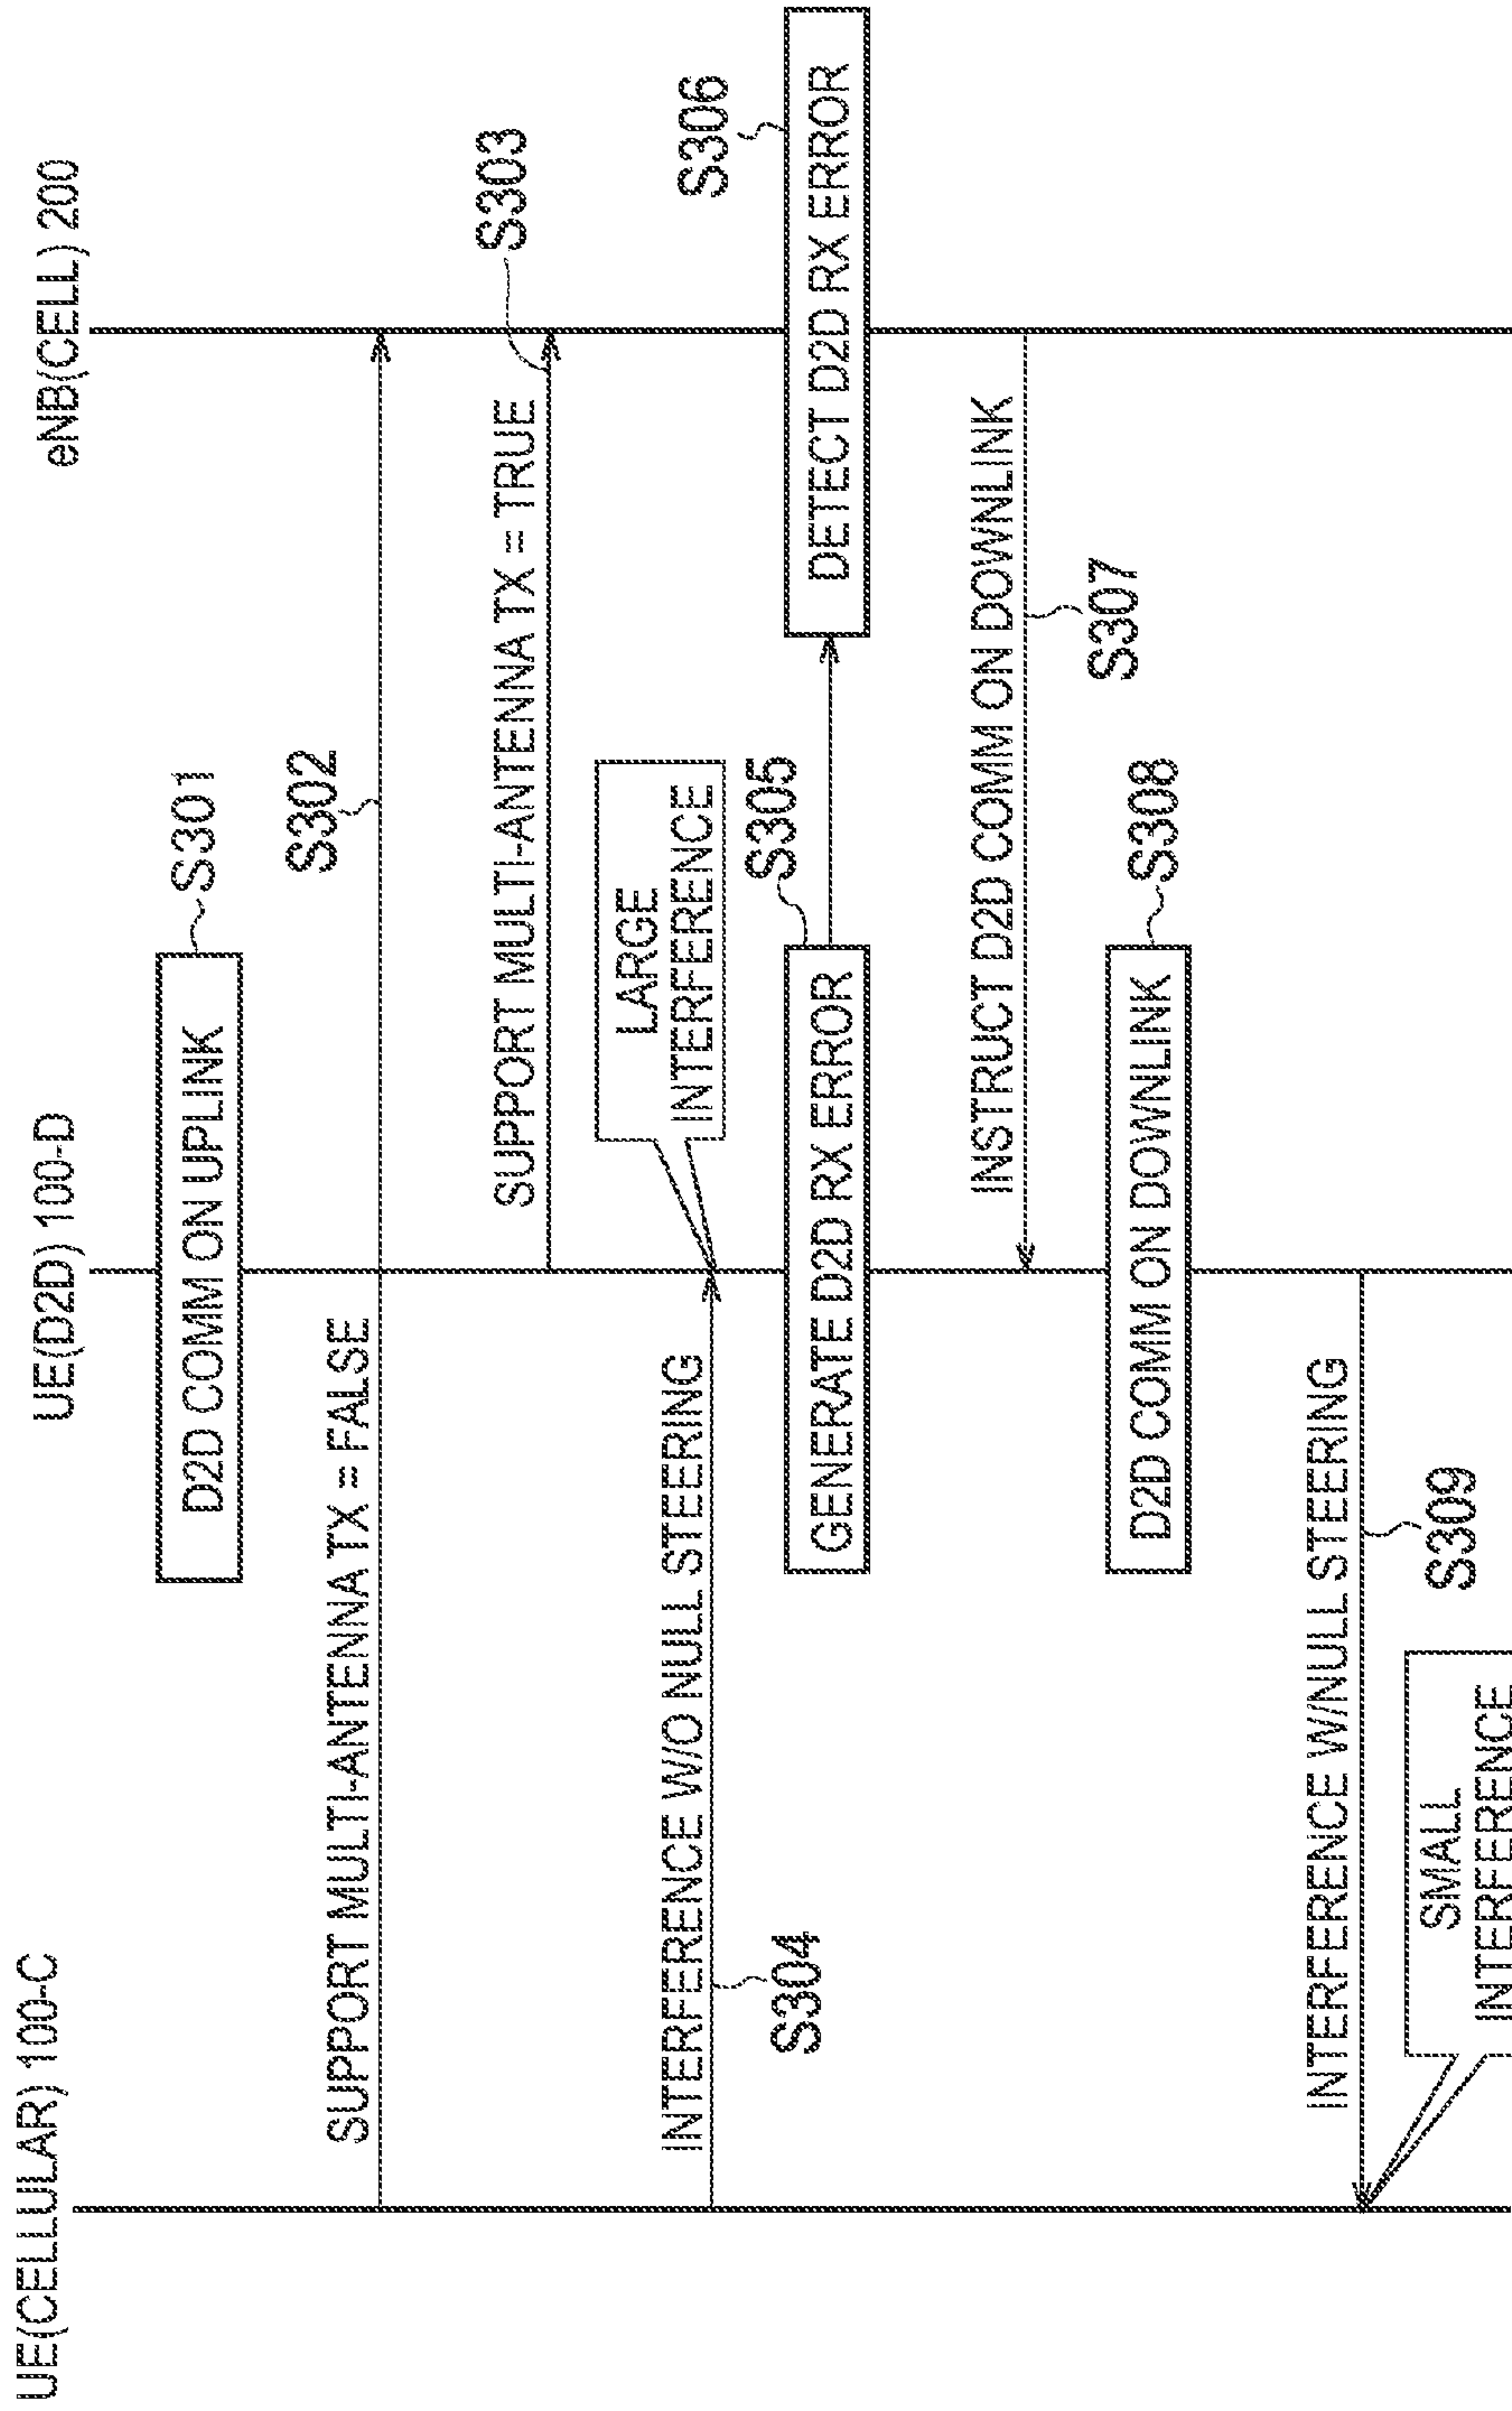 UE(CELLULAR) 100-C
UE(D2D) 100-D
eNB(CELL) 200
D2D COMM ON UPLINK
S301
SUPPORT MULTI-ANTENNA TX = FALSE
S302
SUPPORT MULTI-ANTENNA TX = TRUE
S303
INTERFERENCE W/O NULL STEERING
S304
LARGE
INTERFERENCE
GENERATE D2D RX ERROR
S305
DETECT D2D RX ERROR
S306
INSTRUCT D2D COMM ON DOWNLINK
S307
D2D COMM ON DOWNLINK
S308
INTERFERENCE W/NULL STEERING
S309
SMALL
INTERFERENCE